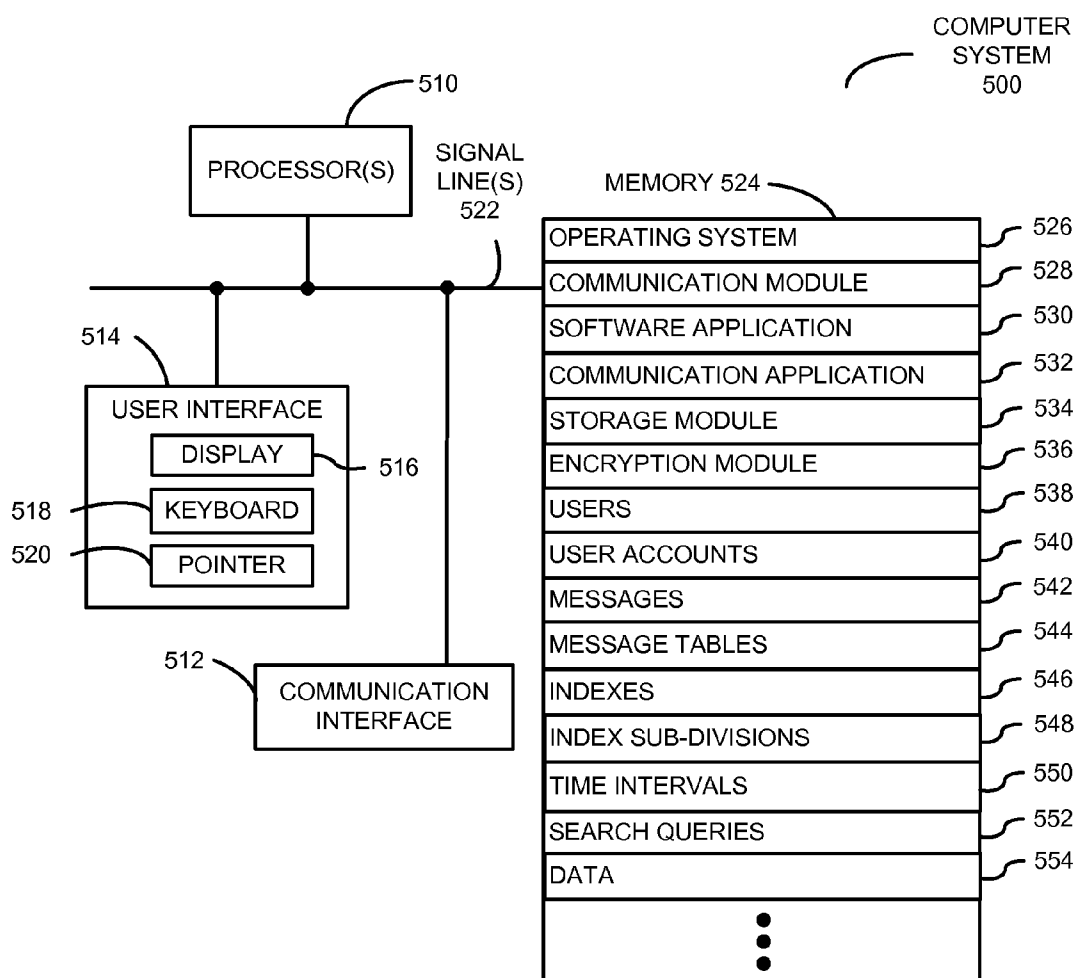 COMPUTER
SYSTEM
500
510
PROCESSOR(S)
SIGNAL
LINE(S)
522
MEMORY 524
OPERATING SYSTEM
526
COMMUNICATION MODULE
528
SOFTWARE APPLICATION
530
COMMUNICATION APPLICATION
532
STORAGE MODULE
534
ENCRYPTION MODULE
536
USERS
538
USER ACCOUNTS
540
MESSAGES
542
MESSAGE TABLES
544
INDEXES
546
INDEX SUB-DIVISIONS
548
TIME INTERVALS
550
SEARCH QUERIES
552
DATA
554
514
USER INTERFACE
DISPLAY
516
518
KEYBOARD
520
POINTER
512
COMMUNICATION
INTERFACE